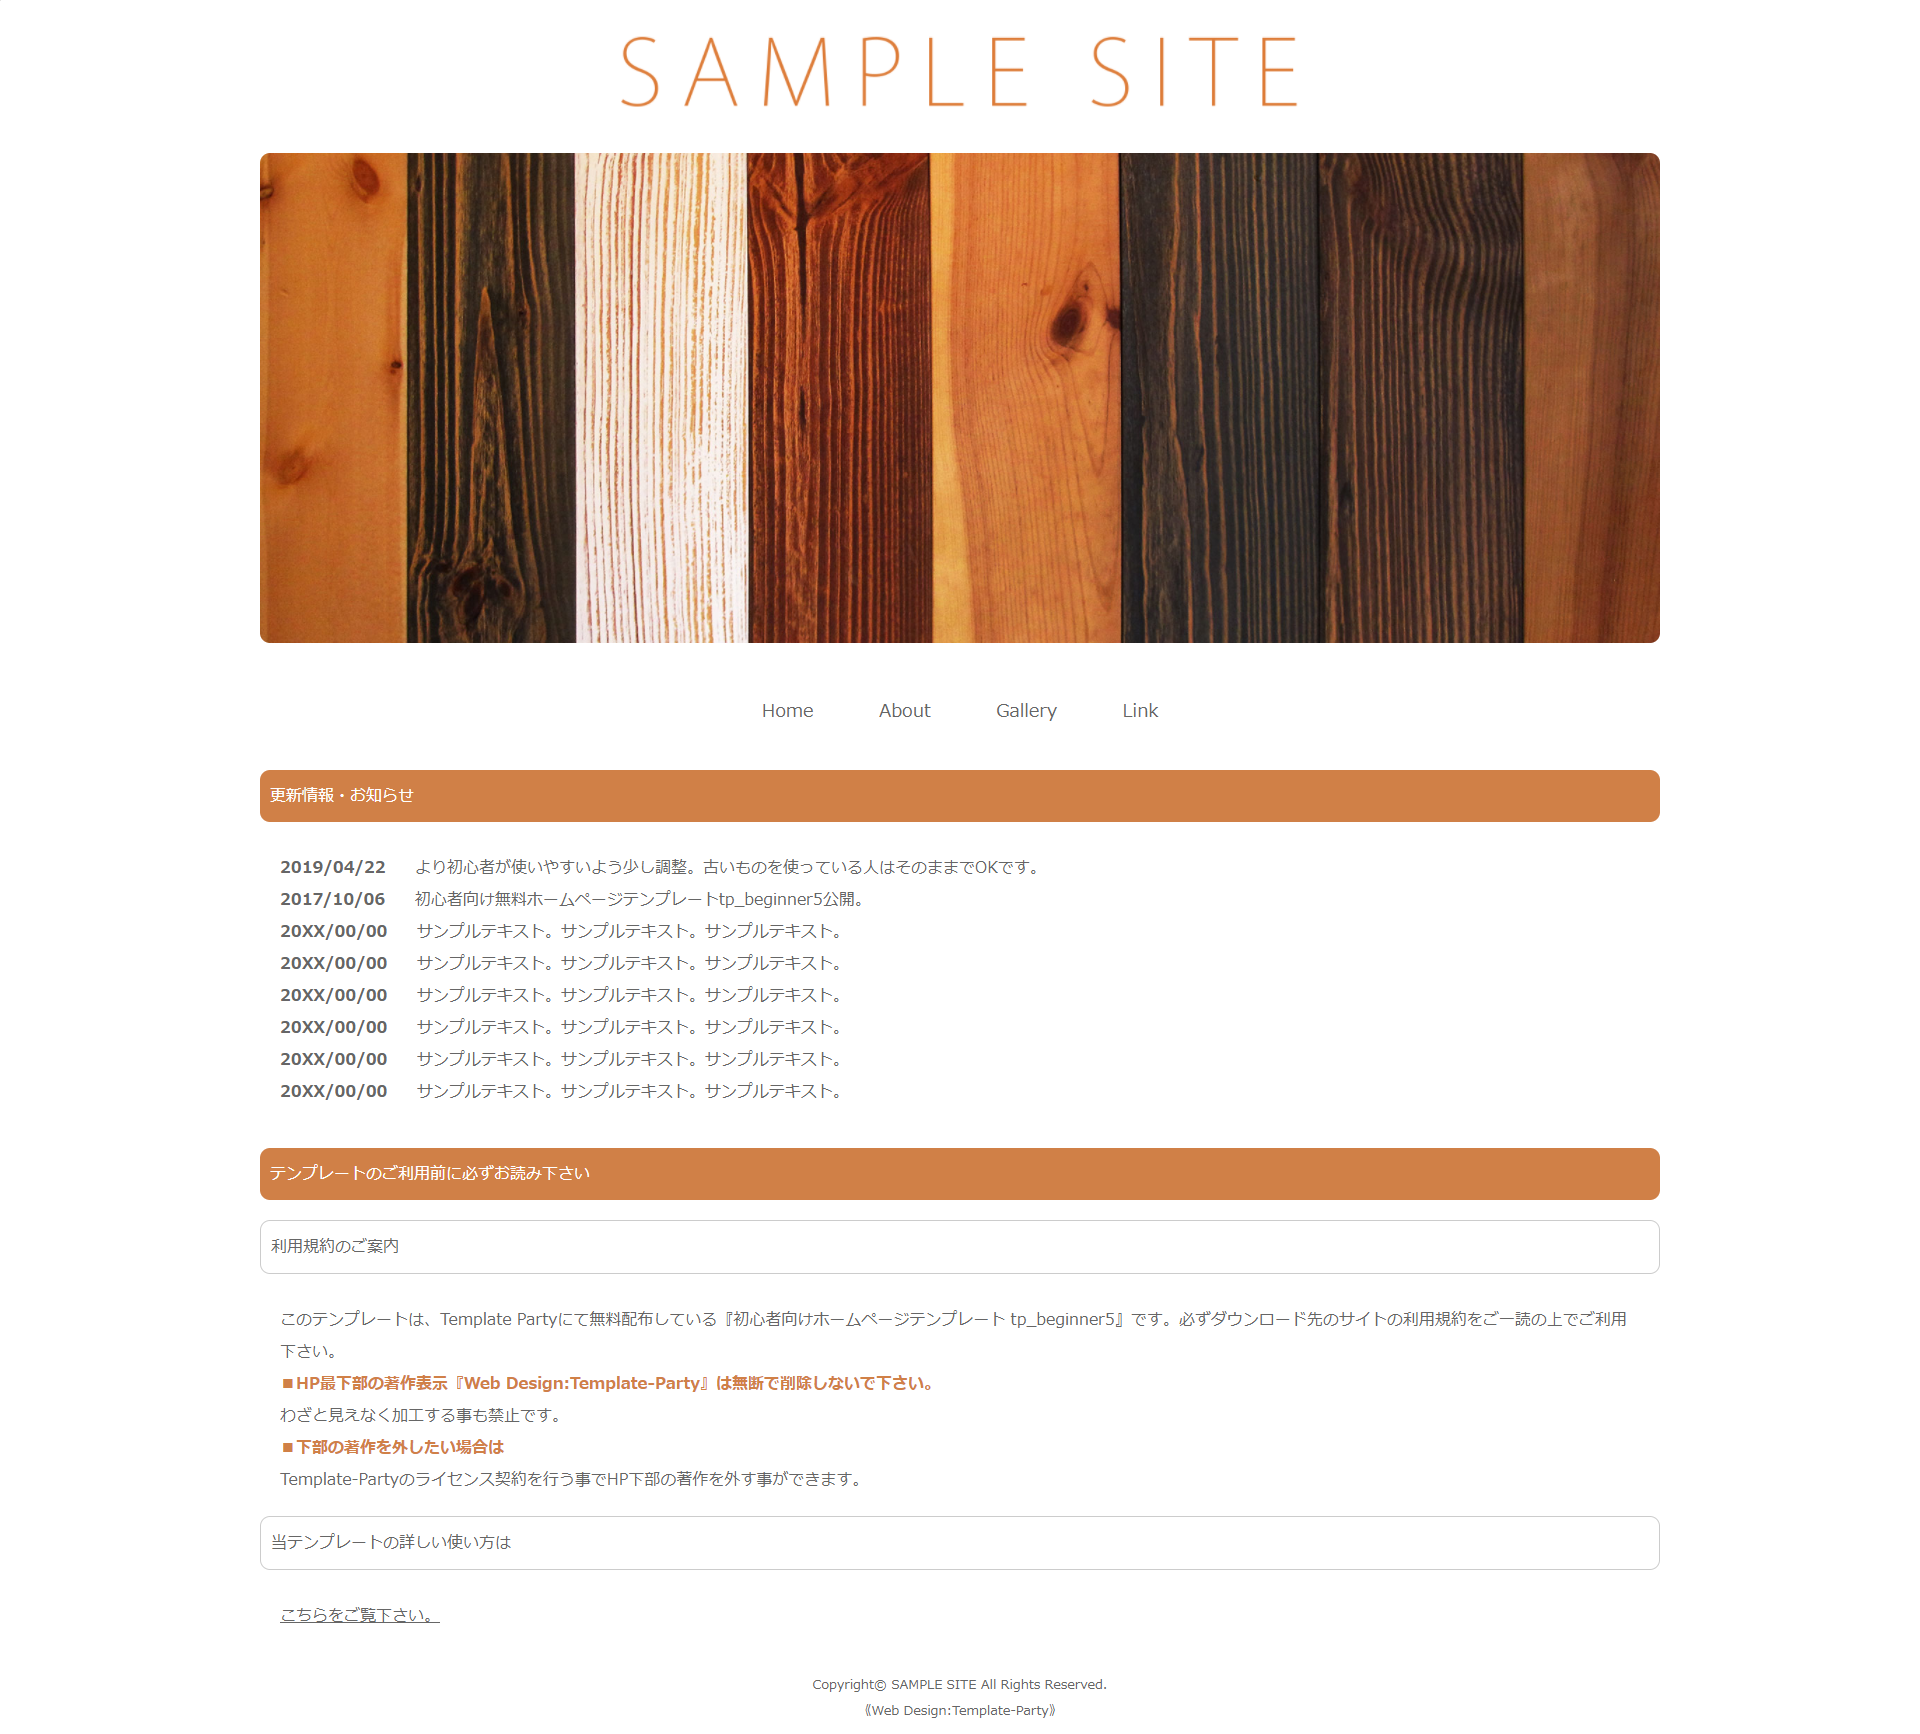 SAMPLE SITE
Home About Gallery Link
更新情報・お知らせ
2019/04/22 より初心者が使いやすいよう少し調整。古いものを使っている人はそのままでOKです。
2017/10/06 初心者向け無料ホームページテンプレートtp_beginner5公開。
20XX/00/00 サンプルテキスト。サンプルテキスト。サンプルテキスト。
20XX/00/00 サンプルテキスト。サンプルテキスト。サンプルテキスト。
20XX/00/00 サンプルテキスト。サンプルテキスト。サンプルテキスト。
20XX/00/00 サンプルテキスト。サンプルテキスト。サンプルテキスト。
20XX/00/00 サンプルテキスト。サンプルテキスト。サンプルテキスト。
20XX/00/00 サンプルテキスト。サンプルテキスト。サンプルテキスト。
テンプレートのご利用前に必ずお読み下さい
利用規約のご案内
このテンプレートは、Template Partyにて無料配布している『初心者向けホームページテンプレート tp_beginner5』です。必ずダウンロード先のサイトの利用規約をご一読の上でご利用
下さい。
■HP最下部の著作表示『Web Design:Template-Party』は無断で削除しないで下さい。
わざと見えなく加工する事も禁止です。
■下部の著作を外したい場合は
Template-Partyのライセンス契約を行う事でHP下部の著作を外す事ができます。
当テンプレートの詳しい使い方は
こちらをご覧下さい。
Copyright© SAMPLE SITE All Rights Reserved.
《Web Design:Template-Party》